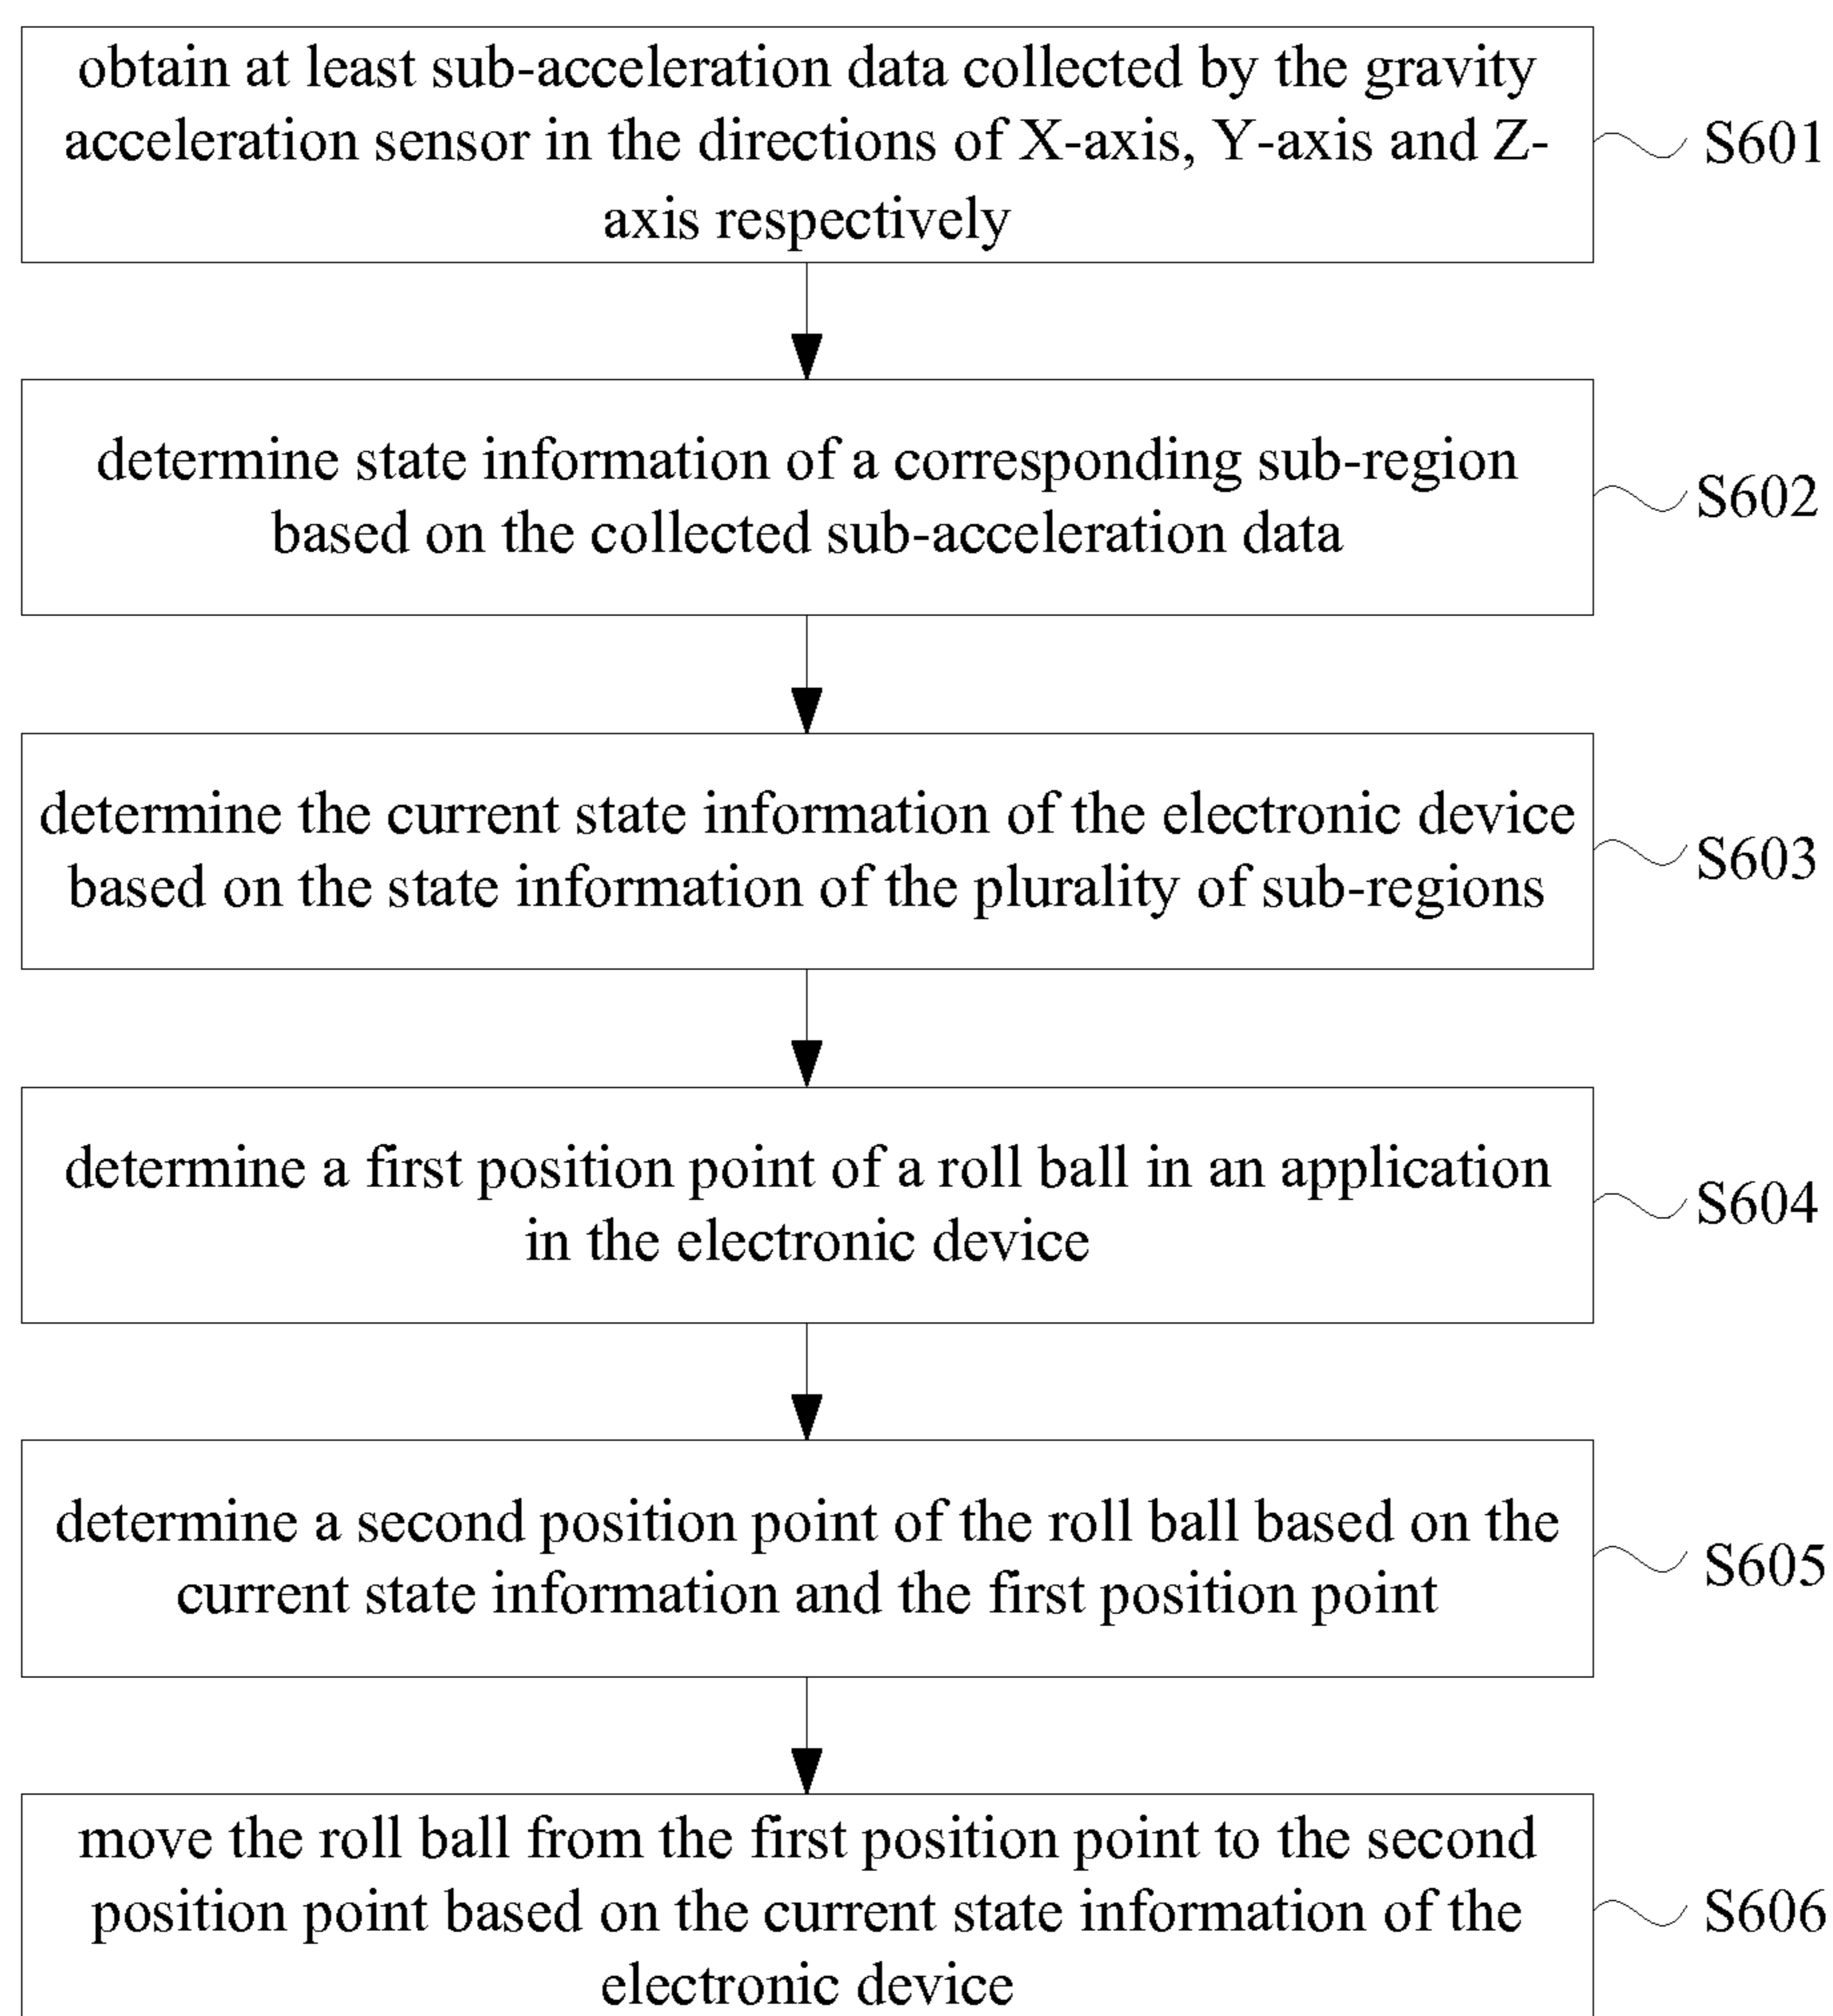 obtain at least sub-acceleration data collected by the gravity
acceleration sensor in the directions of X-axis, Y-axis and Z-
axis respectively
S601
determine state information of a corresponding sub-region
based on the collected sub-acceleration data
S602
determine the current state information of the electronic device
based on the state information of the plurality of sub-regions
S603
determine a first position point of a roll ball in an application
in the electronic device
S604
determine a second position point of the roll ball based on the
current state information and the first position point
S605
move the roll ball from the first position point to the second
position point based on the current state information of the
electronic device
S606